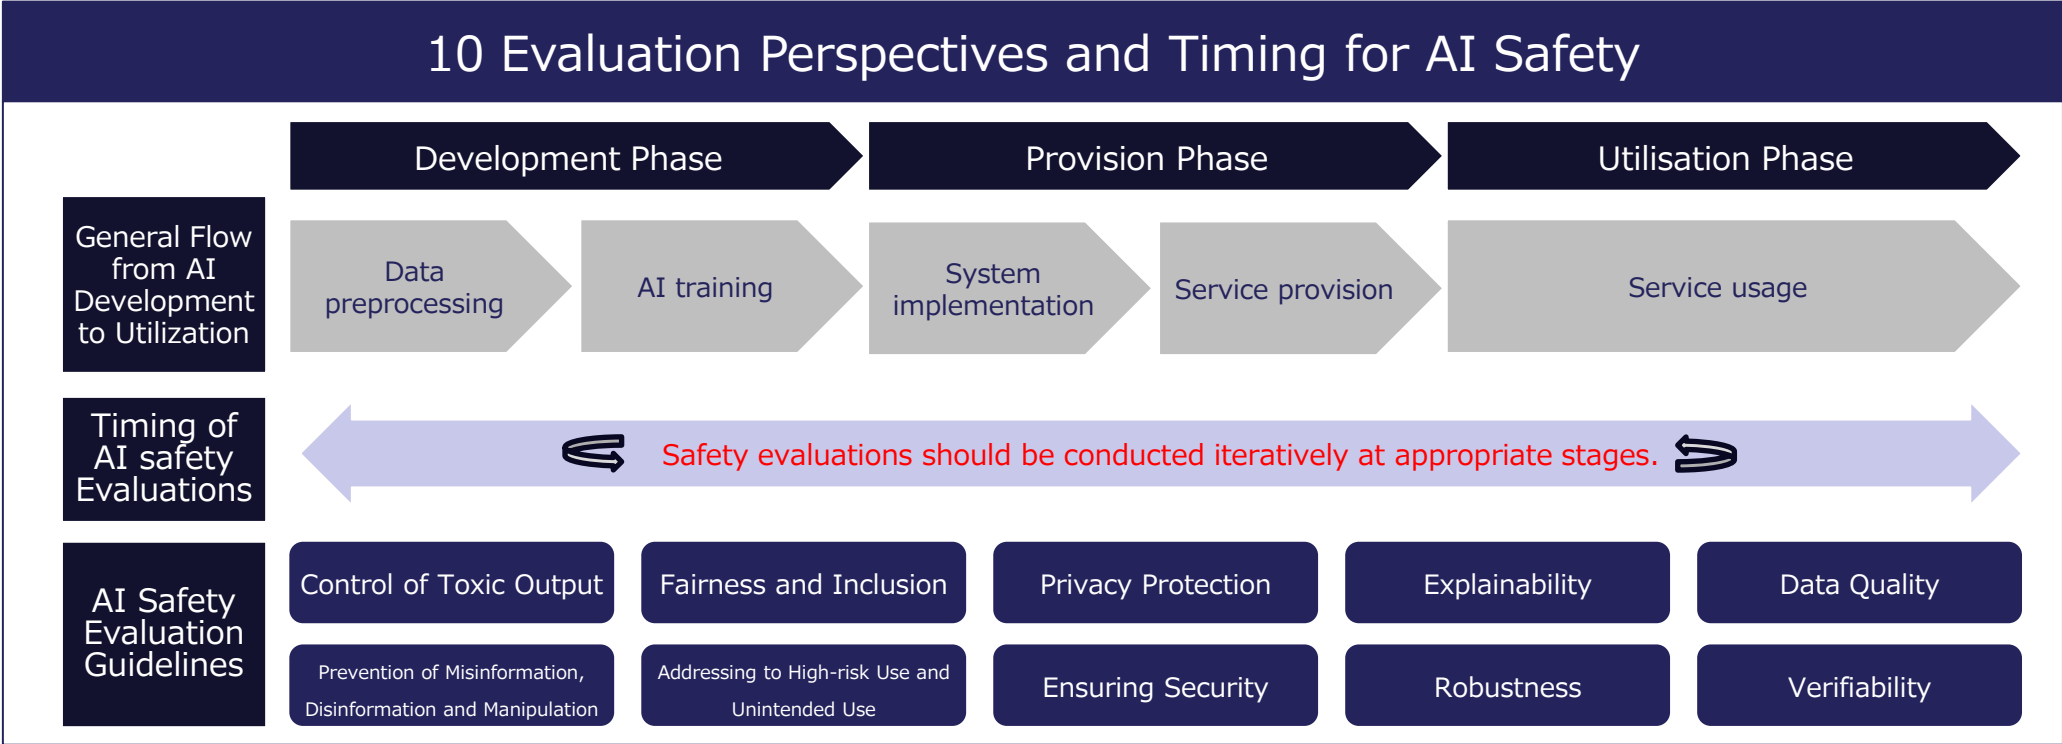 10 Evaluation Perspectives and Timing for AI Safety
Development Phase
Provision Phase
Utilisation Phase
General Flow
from AI
Development
to Utilization
Data
preprocessing
AI training
System
implementation
Service provision
Service usage
Timing of
AI safety
Evaluations
Safety evaluations should be conducted iteratively at appropriate stages.
AI Safety
Evaluation
Guidelines
Control of Toxic Output
Fairness and Inclusion
Privacy Protection
Explainability
Data Quality
Prevention of Misinformation,
Disinformation and Manipulation
Addressing to High-risk Use and
Unintended Use
Ensuring Security
Robustness
Verifiability